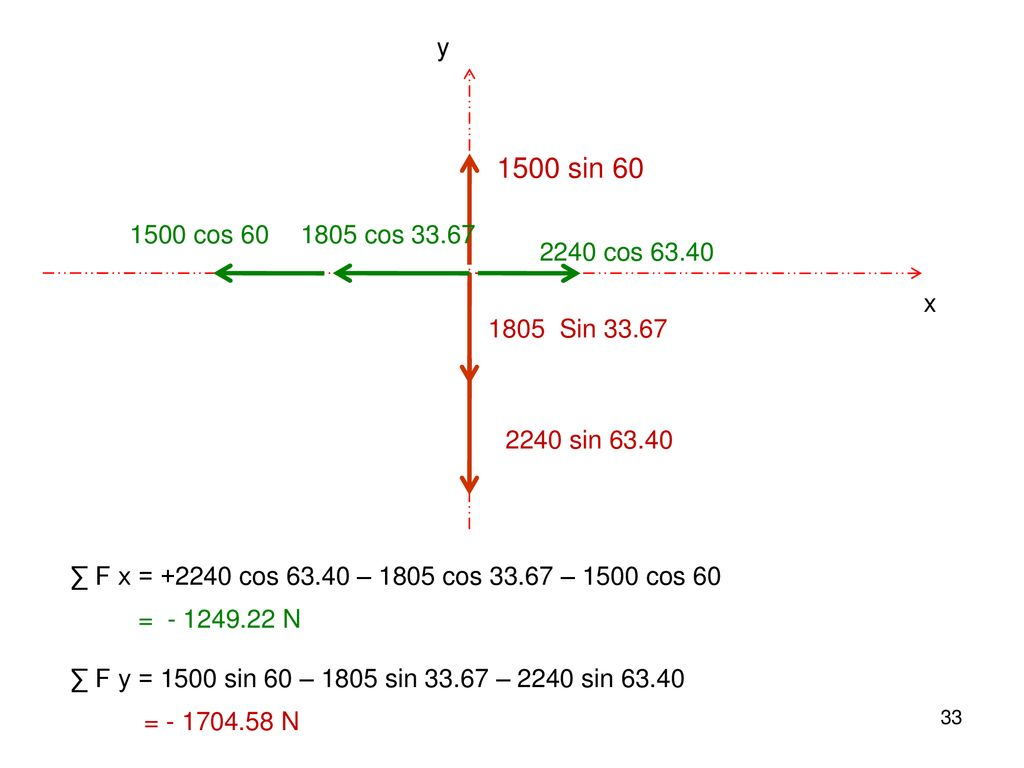 y
1500 sin 60
1500 cos 60
1805 cos 33.67
2240 cos 63.40
x
1805 Sin 33.67
2240 sin 63.40
∑ F x = +2240 cos 63.40 – 1805 cos 33.67 – 1500 cos 60
= - 1249.22 N
∑ F y = 1500 sin 60 – 1805 sin 33.67 – 2240 sin 63.40
= - 1704.58 N
33